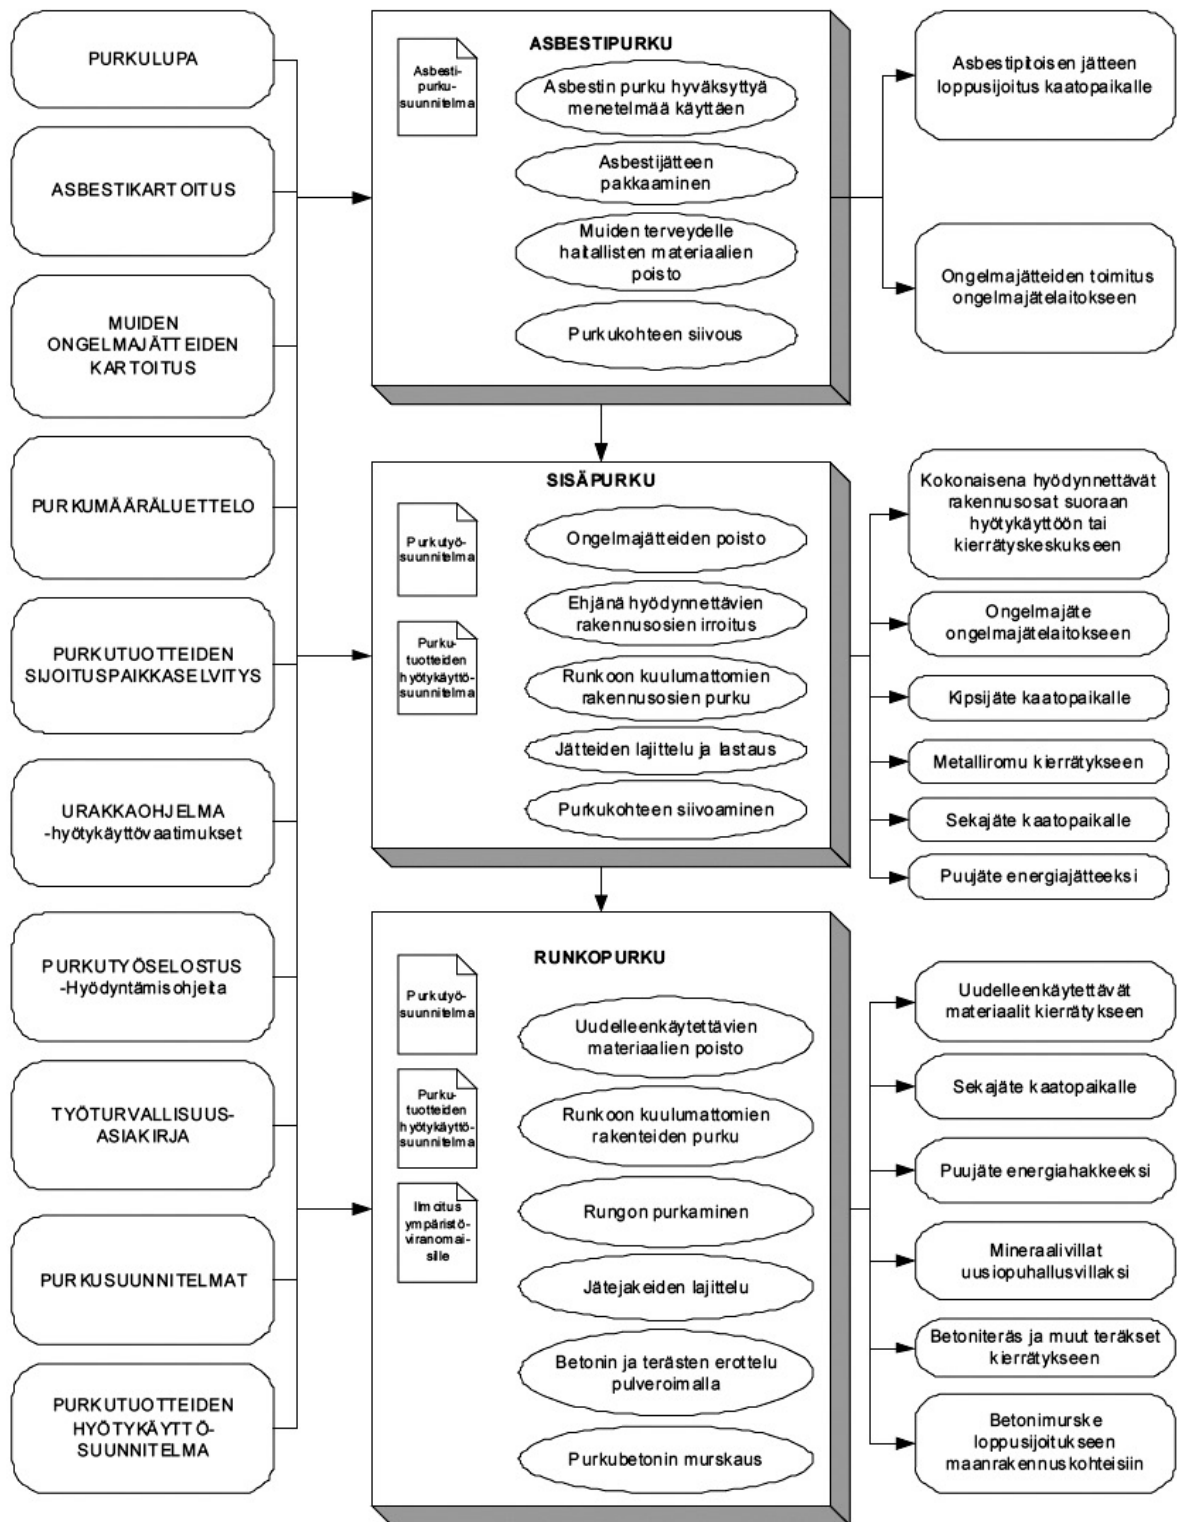 PURKULUPA
ASBESTIKARTOITUS
MUIDEN
ONGELMAJÄTTEIDEN
KARTOITUS
PURKUMÄÄRÄLUETTELO
PURKUTUOTTEIDEN
SIJOITUSPAIKKASELVITYS
URAKKAOHJELMA
-hyötykäyttövaatimukset
PURKUTYÖSELOSTUS
-Hyödyntämisohjeita
TYÖTURVALLISUUS-
ASIAKIRJA
PURKUSUUNNITELMAT
PURKUTUOTTEIDEN
HYÖTYKÄYTTÖ-
SUUNNITELMA
ASBESTIPURKU
Asbesti-
purku-
suunnitelma
Asbestin purku hyväksyttyä
menetelmää käyttäen
Asbestijätteen
pakkaaminen
Muiden terveydelle
haitallisten materiaalien
poisto
Purkukohteen siivous
Asbestipitoisen jätteen
loppusijoitus kaatopaikalle
Ongelmajätteiden toimitus
ongelmajätelaitokseen
SISÄPURKU
Purkutyö-
suunnitelma
Purku-
tuotteiden
hyötykäyttö-
suunnitelma
Ongelmajätteiden poisto
Ehjänä hyödynnettävien
rakennusosien irroitus
Runkoon kuulumattomien
rakennusosien purku
Jätteiden lajittelu ja lastaus
Purkukohteen siivoaminen
Kokonaisena hyödynnettävät
rakennusosat suoraan
hyötykäyttöön tai
kierrätyskeskukseen
Ongelmajäte
ongelmajätelaitokseen
Kipsijäte kaatopaikalle
Metalliromu kierrätykseen
Sekajäte kaatopaikalle
Puujäte energiajätteeksi
RUNKOPURKU
Purkutyö-
suunnitelma
Purku-
tuotteiden
hyötykäyttö-
suunnitelma
Ilmoitus
ympäristö-
viranomai-
sille
Uudelleenkäytettävien
materiaalien poisto
Runkoon kuulumattomien
rakenteiden purku
Rungon purkaminen
Jätejakeiden lajittelu
Betonin ja terästen erottelu
pulveroimalla
Purkubetonin murskaus
Uudelleenkäytettävät
materiaalit kierrätykseen
Sekajäte kaatopaikalle
Puujäte energiahakkeeksi
Mineraalivillat
uusiopuhallusvillaksi
Betoniteräs ja muut teräkset
kierrätykseen
Betonimurske
loppusijoitukseen
maanrakennuskohteisiin